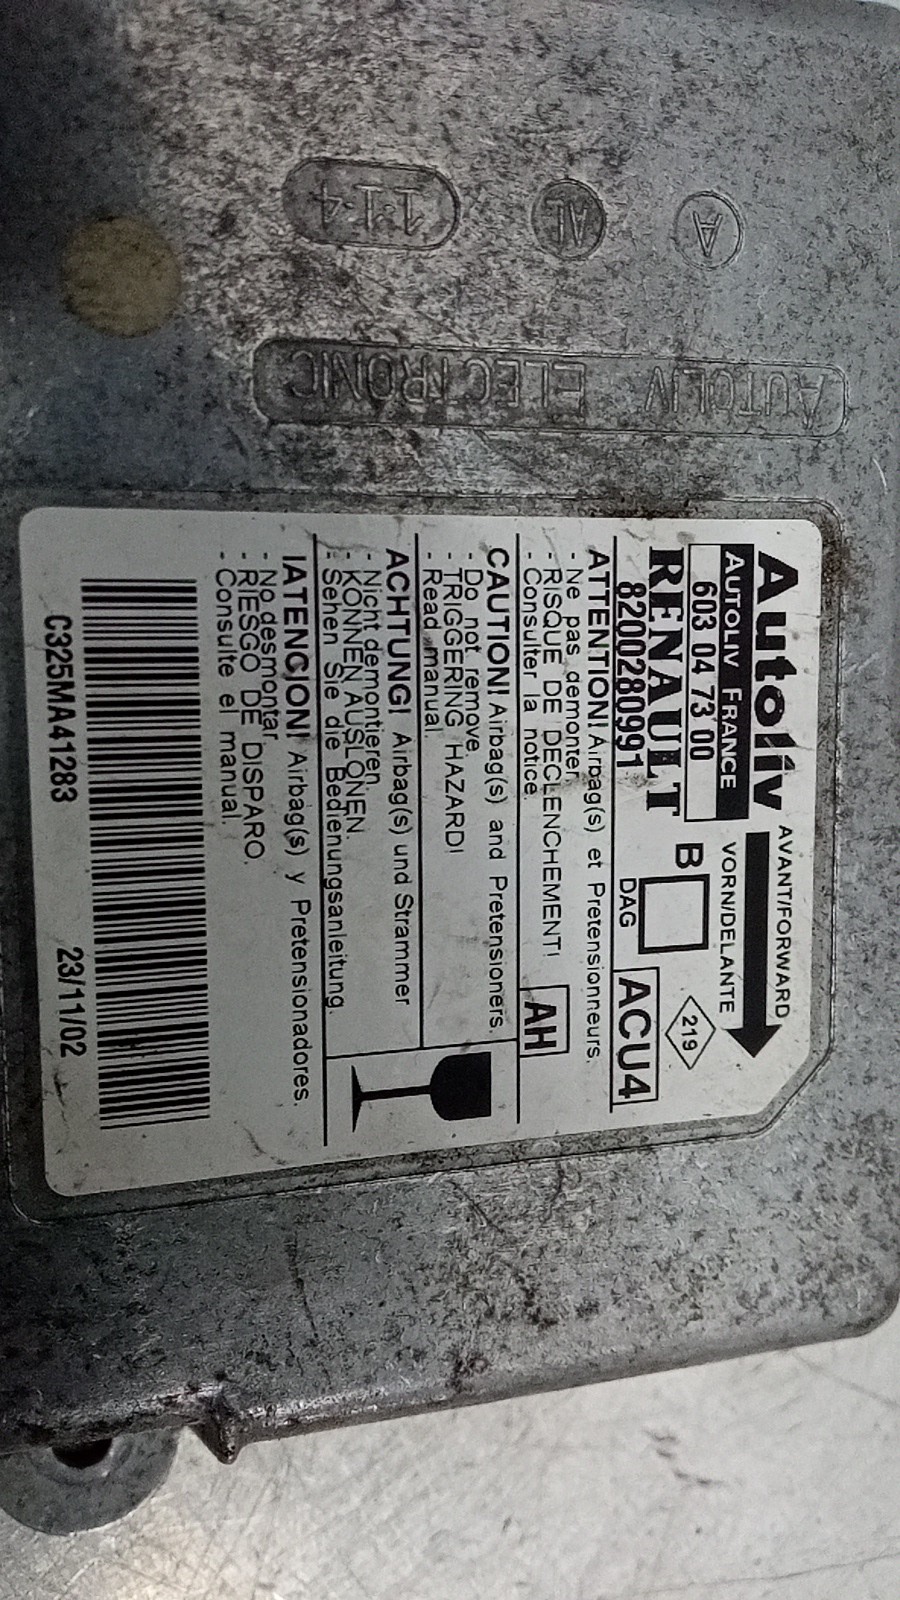 Autoliv
AUTOLIV FRANCE
603 04 73 00
RENAULT
8200280991
AVANT/FORWARD
VORN/DELANTE
B
DAG
219
ACU4
ATTENTION! Airbag(s) et Pretensionneurs.
- Ne pas demonter
- RISQUE DE DECLENCHEMENT!
- Consulter la notice.
AH
CAUTION! Airbag(s) and Pretensioners.
- Do not remove.
- TRIGGERING HAZARD!
- Read manual.
ACHTUNG! Airbag(s) und Strammer
- Nicht demontieren.
- KÖNNEN AUSLÖNEN.
- Sehen Sie die Bedienungsanleitung.
!ATENCION! Airbag(s) y Pretensionadores.
- No desmontar
- RIESGO DE DISPARO.
- Consulte el manual.
C325MA41283 23/11/02
AUTOLIV ELECTRONIC
A
AL
1·1·4